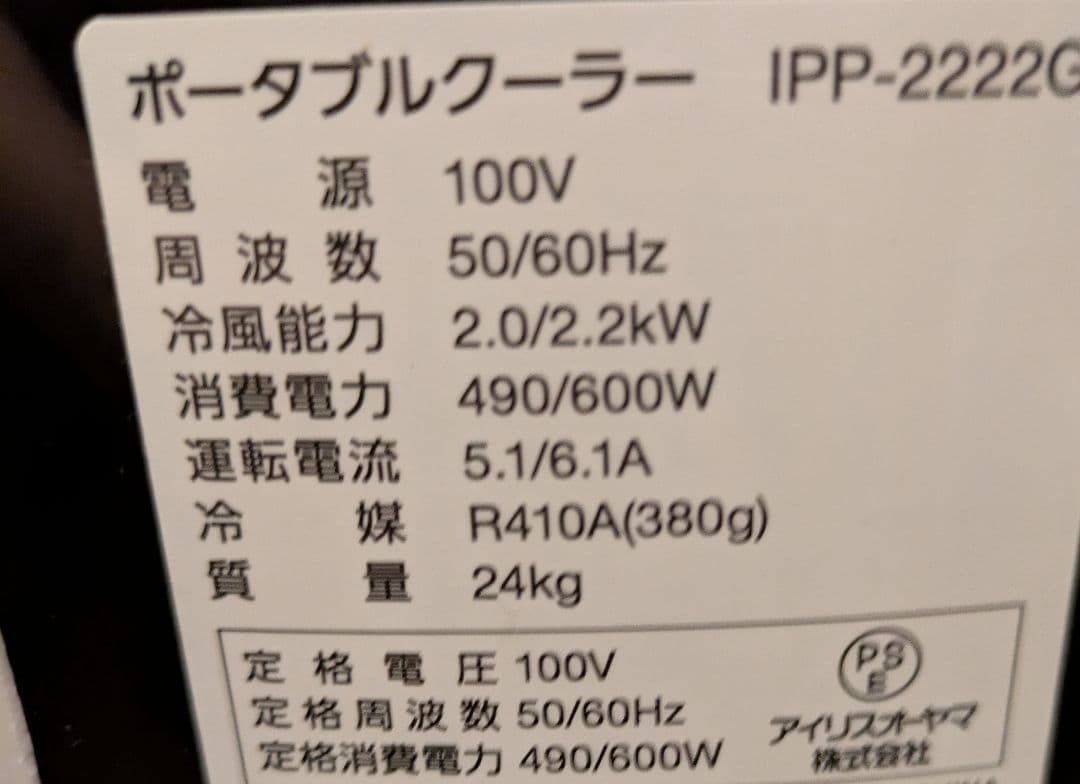 ポータブルクーラー IPP-2222G
電源 100V
周波数 50/60Hz
冷風能力 2.0/2.2kW
消費電力 490/600W
運転電流 5.1/6.1A
冷媒 R410A(380g)
質量 24kg
定格電圧 100V
定格周波数 50/60Hz
定格消費電力 490/600W
PS
E
アイリスオーヤマ
株式会社